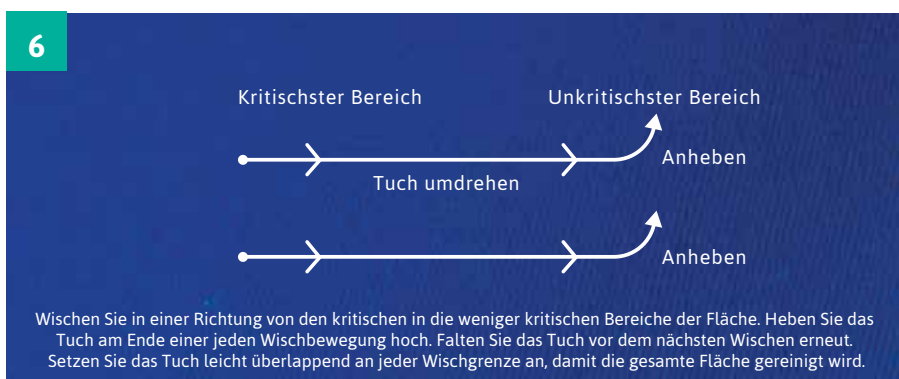 6
Kritischster Bereich
Unkritischster Bereich
Anheben
Tuch umdrehen
Anheben
Wischen Sie in einer Richtung von den kritischen in die weniger kritischen Bereiche der Fläche. Heben Sie das
Tuch am Ende einer jeden Wischbewegung hoch. Falten Sie das Tuch vor dem nächsten Wischen erneut.
Setzen Sie das Tuch leicht überlappend an jeder Wischgrenze an, damit die gesamte Fläche gereinigt wird.